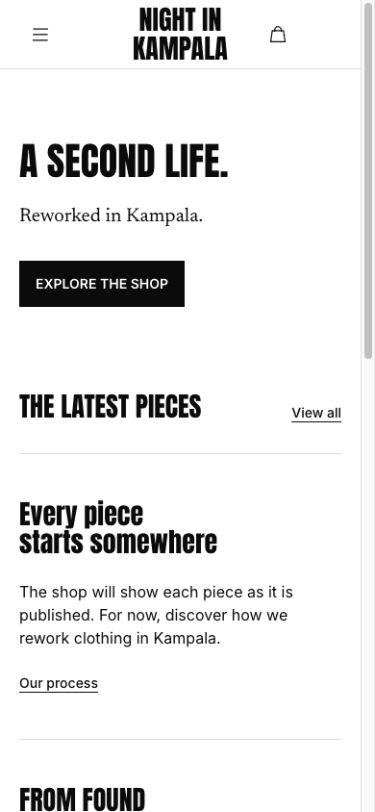 NIGHT IN
KAMPALA
A SECOND LIFE.
Reworked in Kampala.
EXPLORE THE SHOP
THE LATEST PIECES
View all
Every piece
starts somewhere
The shop will show each piece as it is
published. For now, discover how we
rework clothing in Kampala.
Our process
FROM FOUND